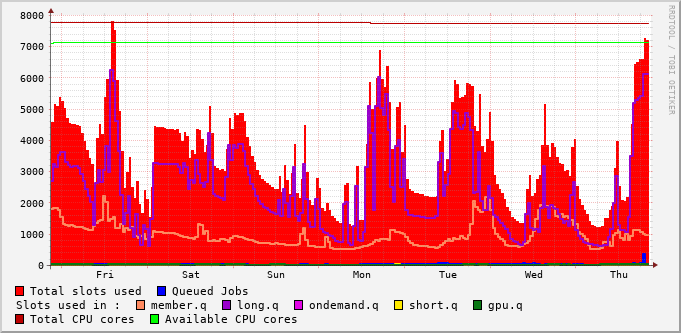 8000
7000
6000
5000
4000
3000
2000
1000
0
Fri Sat Sun Mon Tue Wed Thu
RRDTOOL / TOBI OETIKER
Total slots used Queued Jobs
Slots used in : member.q long.q ondemand.q short.q gpu.q
Total CPU cores Available CPU cores